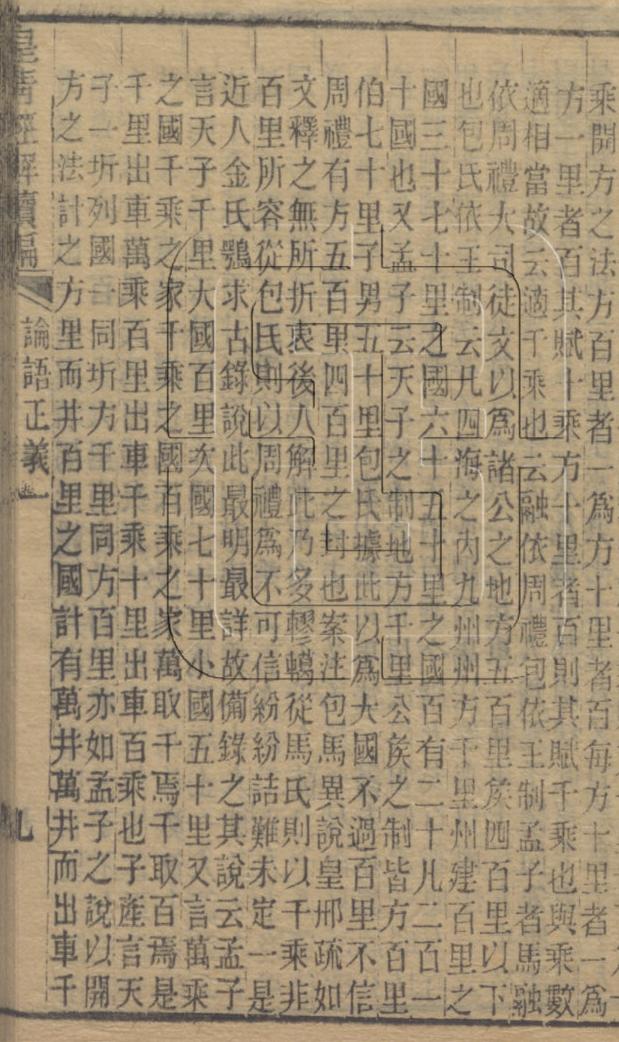 乘開方之法方百里者一爲方十里者百每方十里者一爲
方一里者百其賦十乘方十里者百則其賦千乘也與乘數
適相當故云適千乘也云融依周禮包依王制孟子者馬融
依周禮大司徒文以爲諸公之地方五百里矦四百里以下
也包氏依王制云凡四海之內九州州方千里州建百里之
國三十七十里之國六十五十里之國百有二十凡二百一
十國也又孟子云天子之制地方千里公矦之制皆方百里
伯七十里子男五十里包氏據此以爲大國不過百里不信
周禮有方五百里四百里之封也案注包馬異說皇邢疏如
文釋之無所折衷後人解此乃多轇轕從馬氏則以千乘非
百里所容從包氏則以周禮爲不可信紛紛詰難未定一是
近人金氏鶚求古錄說此最明最詳故備錄之其說云孟子
言天子千里大國百里次國七十里小國五十里又言萬乘
之國千乘之家千乘之國百乘之家萬取千焉千取百焉是
千里出車萬乘百里出車千乘十里出車百乘也子產言天
子一圻列國一同圻方千里同方百里亦如孟子之說以開
方之法計之方里而井百里之國計有萬井萬井而出車千
皇清經解續編
論語正義一
九